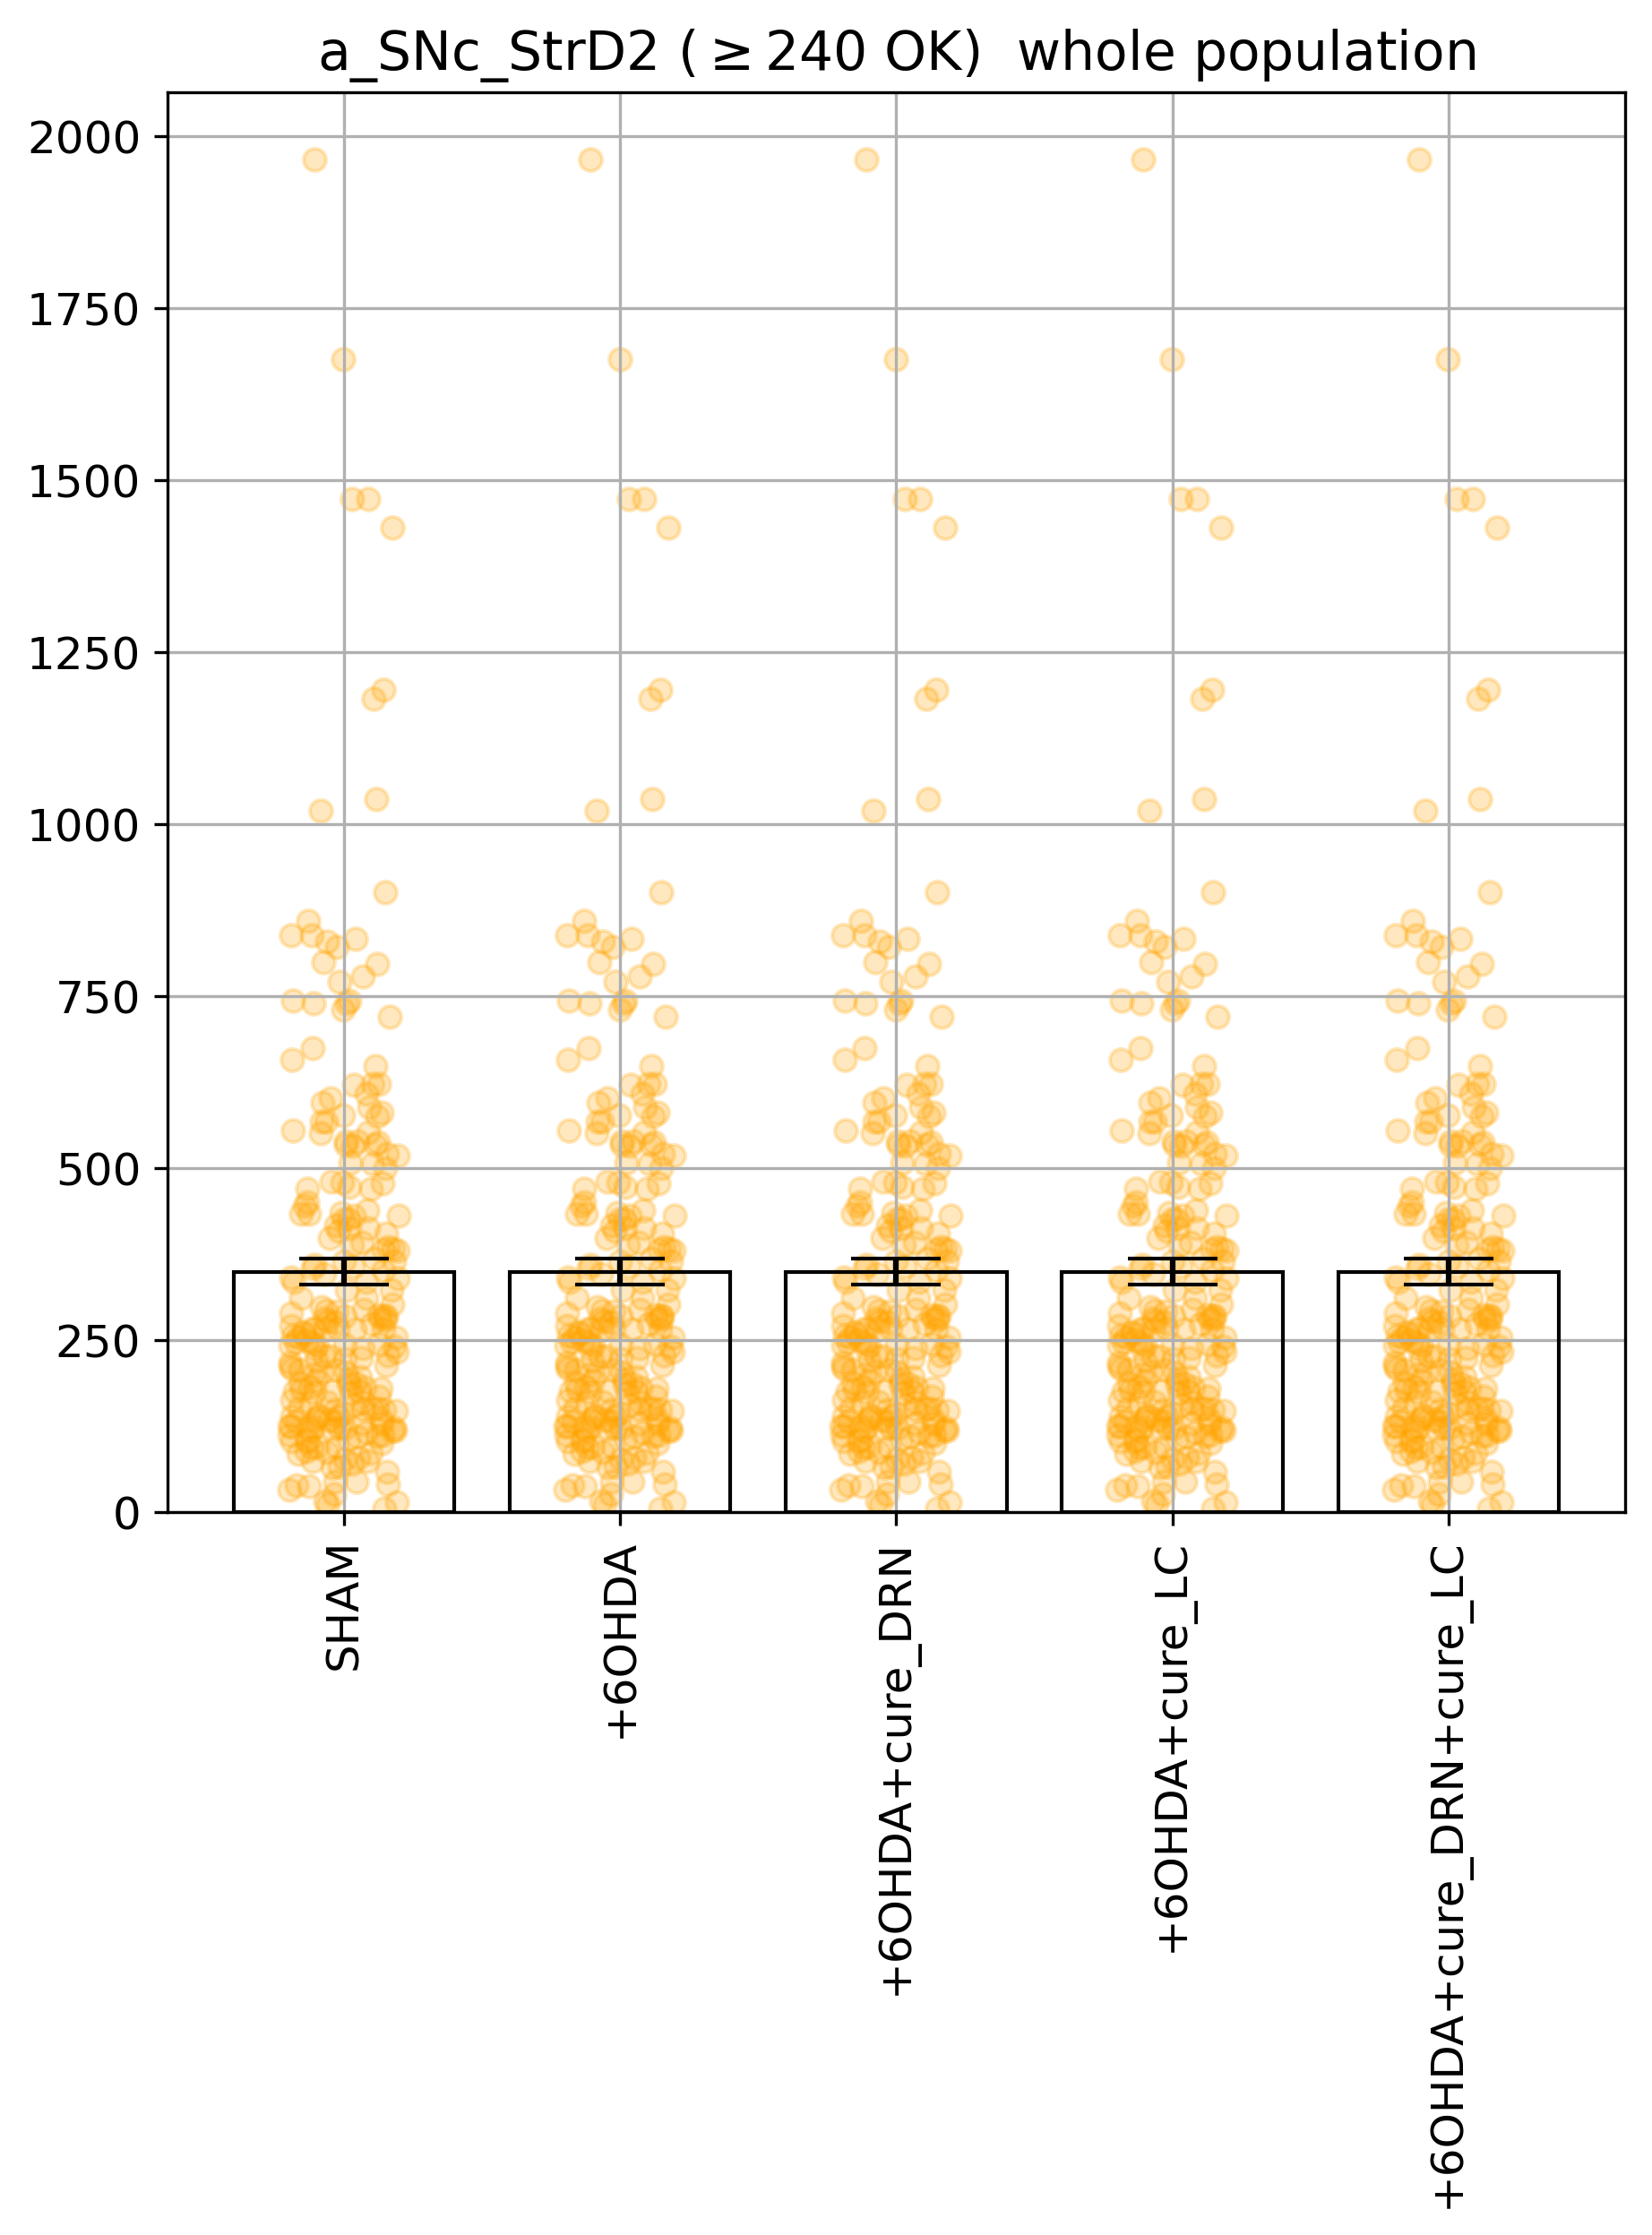 a_SNc_StrD2 (≥240 OK)  whole population
2000
1750
1500
1250
1000
750
500
250
0
SHAM
+6OHDA
+6OHDA+cure_DRN
+6OHDA+cure_LC
+6OHDA+cure_DRN+cure_LC